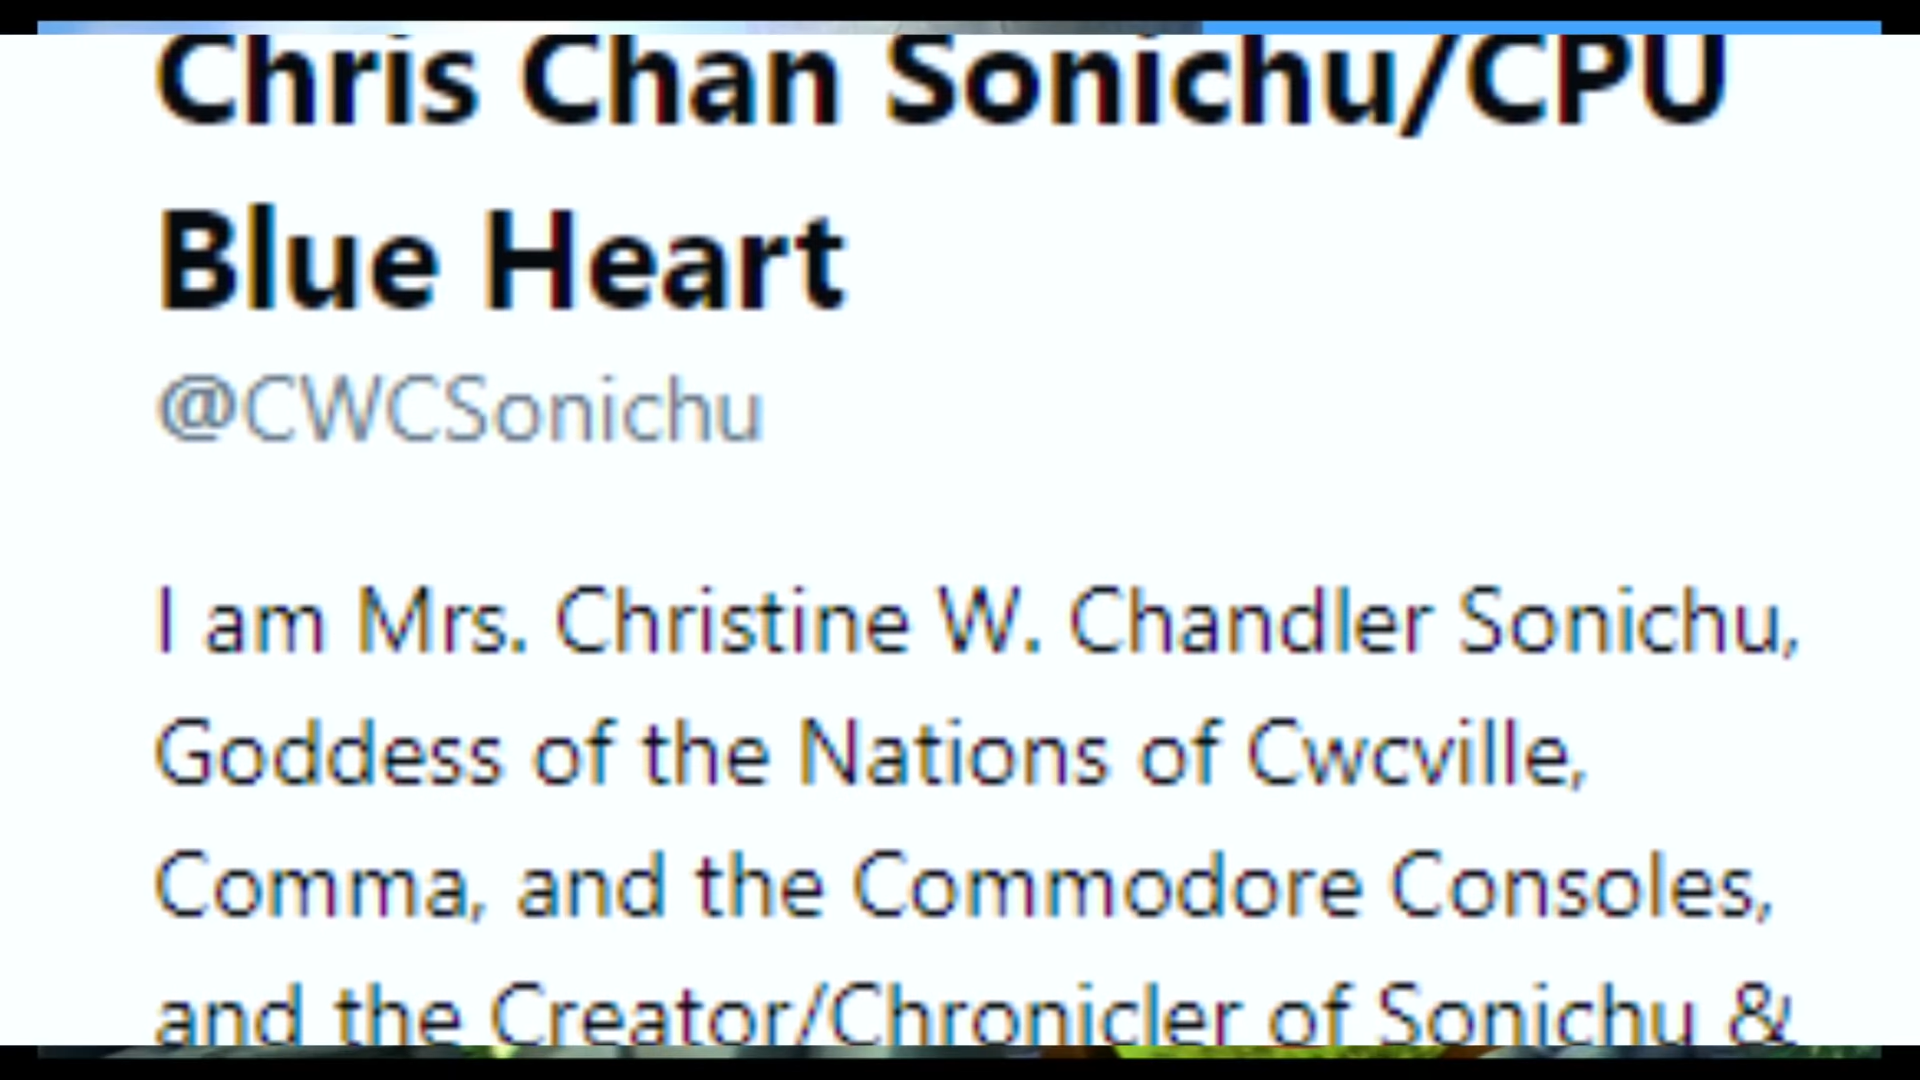 Chris Chan Sonichu/CPU
Blue Heart
@CWCSonichu
I am Mrs. Christine W. Chandler Sonichu,
Goddess of the Nations of Cwcville,
Comma, and the Commodore Consoles,
and the Creator/Chronicler of Sonichu &